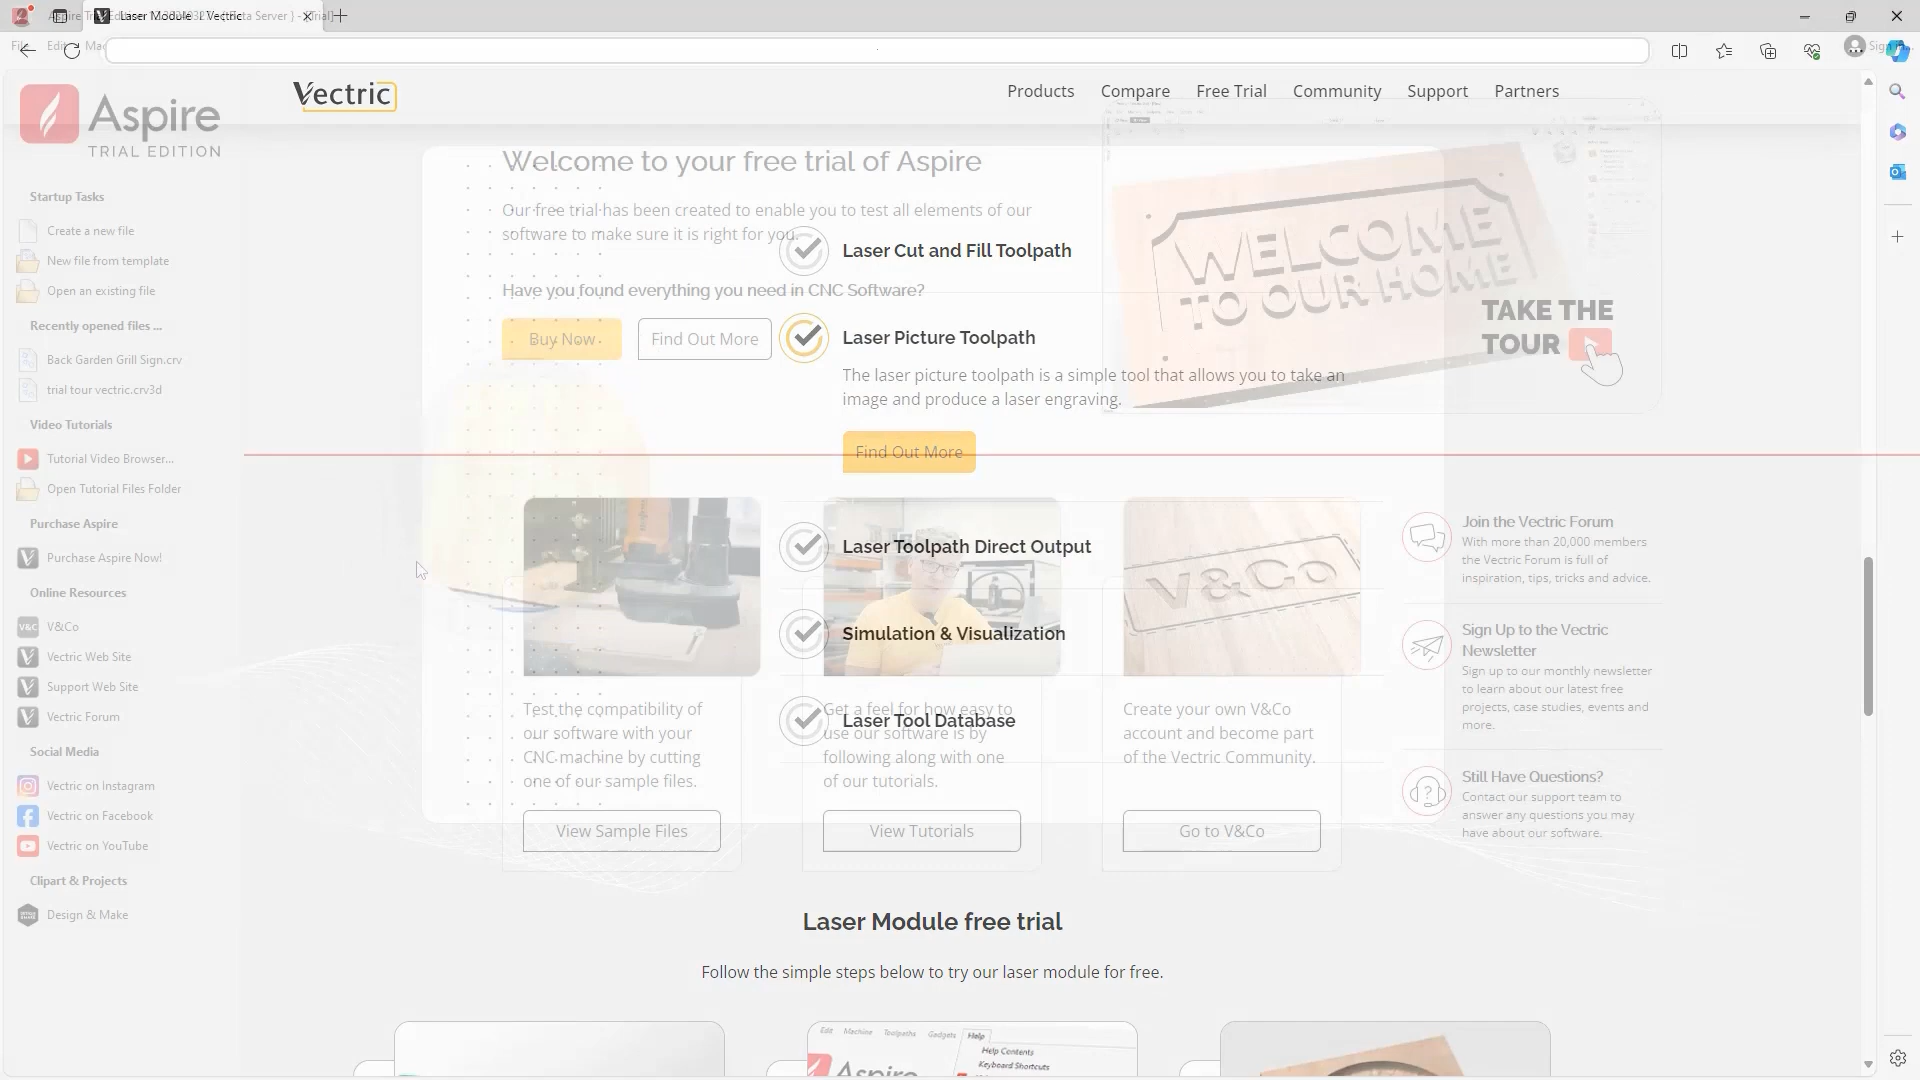 Laser Module | Vectric
File
Edit
Sign in
Vectric
Products
Compare
Free Trial
Community
Support
Partners
Aspire
TRIAL EDITION
Startup Tasks
Create a new file
New file from template
Open an existing file
Recently opened files ...
Back Garden Grill Sign.crv
trial tour vectric.crv3d
Video Tutorials
Tutorial Video Browser...
Open Tutorial Files Folder
Purchase Aspire
Purchase Aspire Now!
Online Resources
V&Co
Vectric Web Site
Support Web Site
Vectric Forum
Social Media
Vectric on Instagram
Vectric on Facebook
Vectric on YouTube
Clipart & Projects
Design & Make
Welcome to your free trial of Aspire
Our free trial has been created to enable you to test all elements of our
software to make sure it is right for you.
Have you found everything you need in CNC Software?
Buy Now
Find Out More
WELCOME
TO OUR HOME
TAKE THE
TOUR
Laser Cut and Fill Toolpath
Laser Picture Toolpath
The laser picture toolpath is a simple tool that allows you to take an
image and produce a laser engraving.
Find Out More
Laser Toolpath Direct Output
Simulation & Visualization
Laser Tool Database
V&Co
Test the compatibility of
our software with your
CNC machine by cutting
one of our sample files.
View Sample Files
Get a feel for how easy to
use our software is by
following along with one
of our tutorials.
View Tutorials
Create your own V&Co
account and become part
of the Vectric Community.
Go to V&Co
Join the Vectric Forum
With more than 20,000 members
the Vectric Forum is full of
inspiration, tips, tricks and advice.
Sign Up to the Vectric
Newsletter
Sign up to our monthly newsletter
to learn about our latest free
projects, case studies, events and
more.
Still Have Questions?
Contact our support team to
answer any questions you may
have about our software.
Laser Module free trial
Follow the simple steps below to try our laser module for free.
Edit Machine Toolpaths Gadgets Help
Help Contents
Keyboard Shortcuts
Aspire